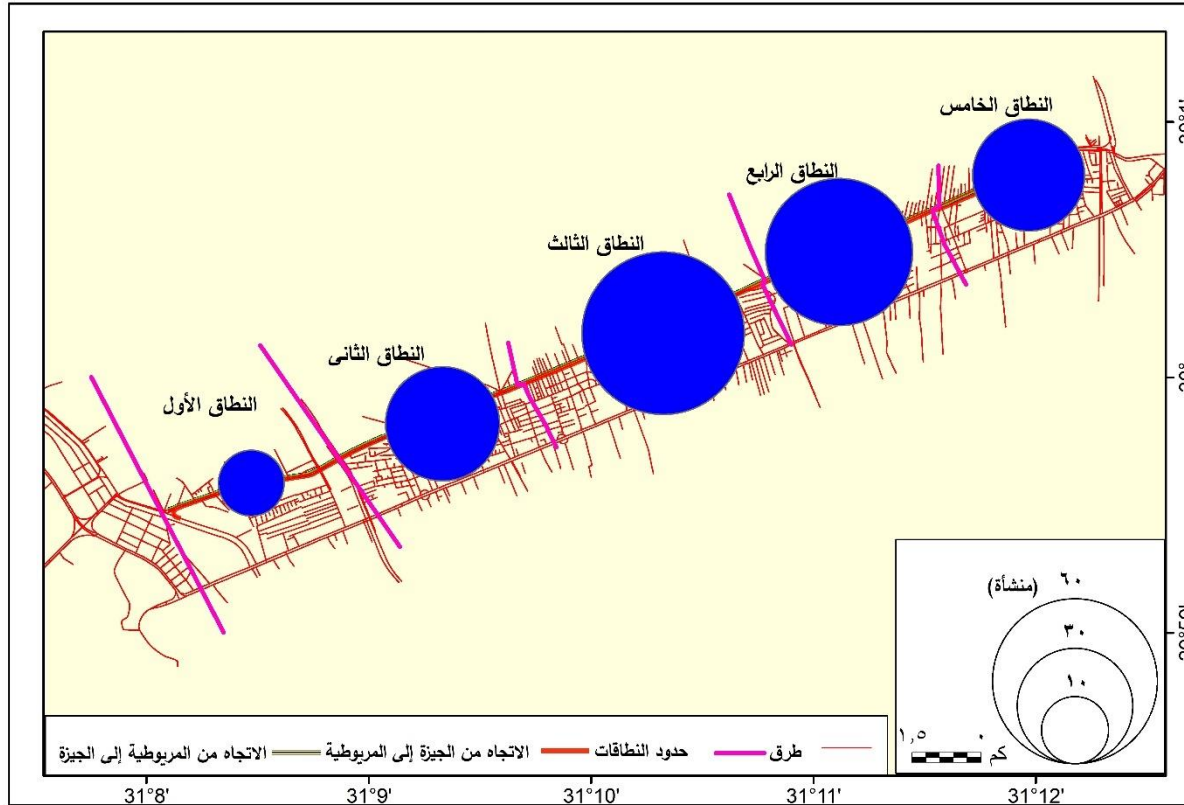 النطاق الخامس
النطاق الرابع
النطاق الثالث
النطاق الثانى
النطاق الأول
(منشأة)
٦٠
٣٠
١٠
١,٥ ٠
كم
طرق حدود النطاقات الاتجاه من الجيزة إلى المريوطية الاتجاه من المريوطية إلى الجيزة
31°8' 31°9' 31°10' 31°11' 31°12'